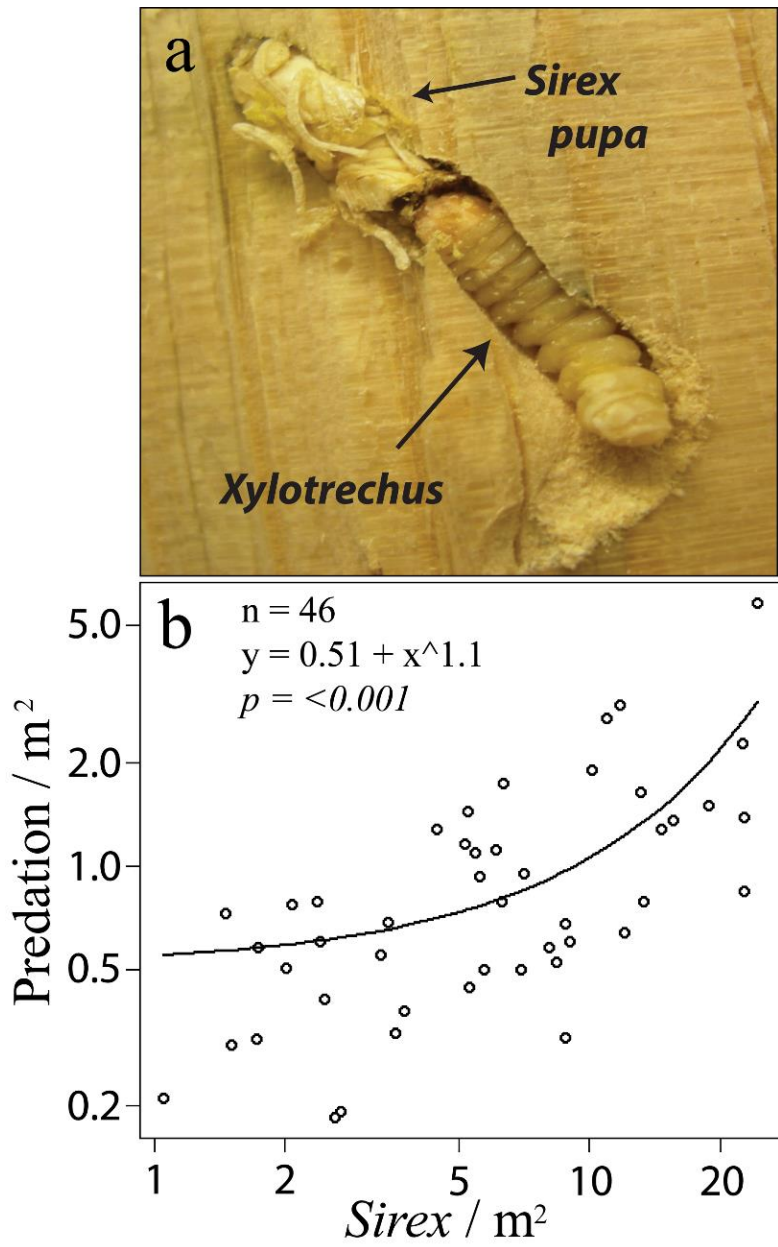 a
Sirex
pupa
Xylotrechus
b
n = 46
y = 0.51 + x^1.1
p = <0.001
Predation / m²
5.0
2.0
1.0
0.5
0.2
1 2 5 10 20
Sirex / m²